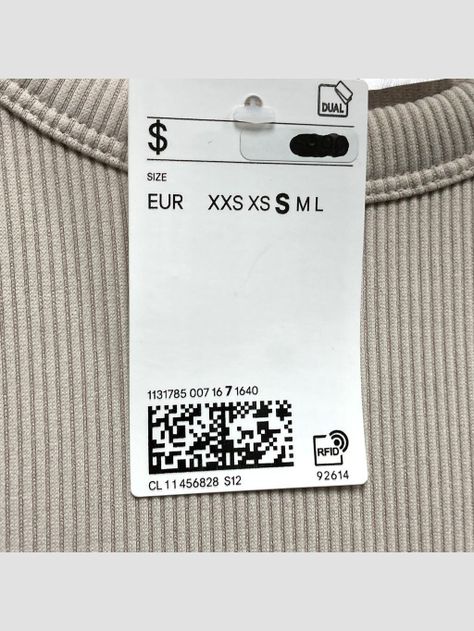 DUAL
$
SIZE
EUR XXS XS S M L
1131785 007 16 7 1640
RFID
CL 11 456828 S12
92614